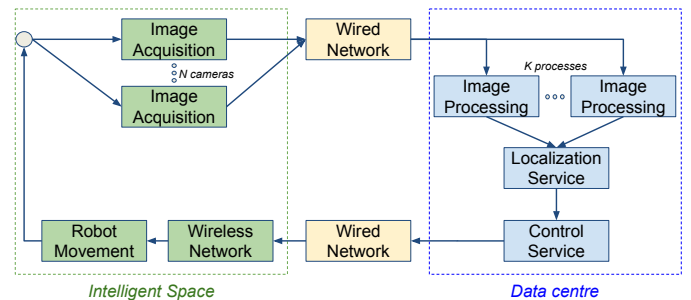 Image
Acquisition
N cameras
Image
Acquisition
Wired
Network
K processes
Image
Processing
Image
Processing
Localization
Service
Control
Service
Wired
Network
Wireless
Network
Robot
Movement
Intelligent Space
Data centre